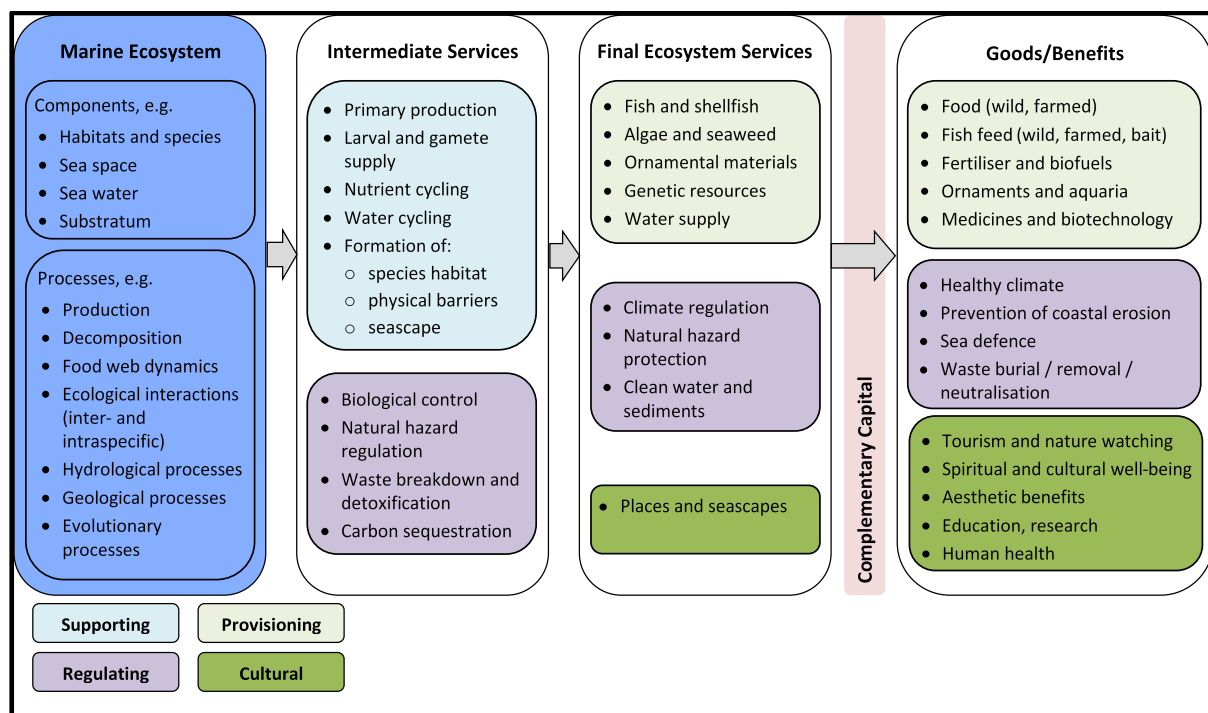 Marine Ecosystem
Components, e.g.
• Habitats and species
• Sea space
• Sea water
• Substratum
Processes, e.g.
• Production
• Decomposition
• Food web dynamics
• Ecological interactions
(inter- and
intraspecific)
• Hydrological processes
• Geological processes
• Evolutionary
processes
Intermediate Services
• Primary production
• Larval and gamete
supply
• Nutrient cycling
• Water cycling
• Formation of:
o species habitat
o physical barriers
o seascape
• Biological control
• Natural hazard
regulation
• Waste breakdown and
detoxification
• Carbon sequestration
Final Ecosystem Services
• Fish and shellfish
• Algae and seaweed
• Ornamental materials
• Genetic resources
• Water supply
• Climate regulation
• Natural hazard
protection
• Clean water and
sediments
• Places and seascapes
Complementary Capital
Goods/Benefits
• Food (wild, farmed)
• Fish feed (wild, farmed, bait)
• Fertiliser and biofuels
• Ornaments and aquaria
• Medicines and biotechnology
• Healthy climate
• Prevention of coastal erosion
• Sea defence
• Waste burial / removal /
neutralisation
• Tourism and nature watching
• Spiritual and cultural well-being
• Aesthetic benefits
• Education, research
• Human health
Supporting
Provisioning
Regulating
Cultural